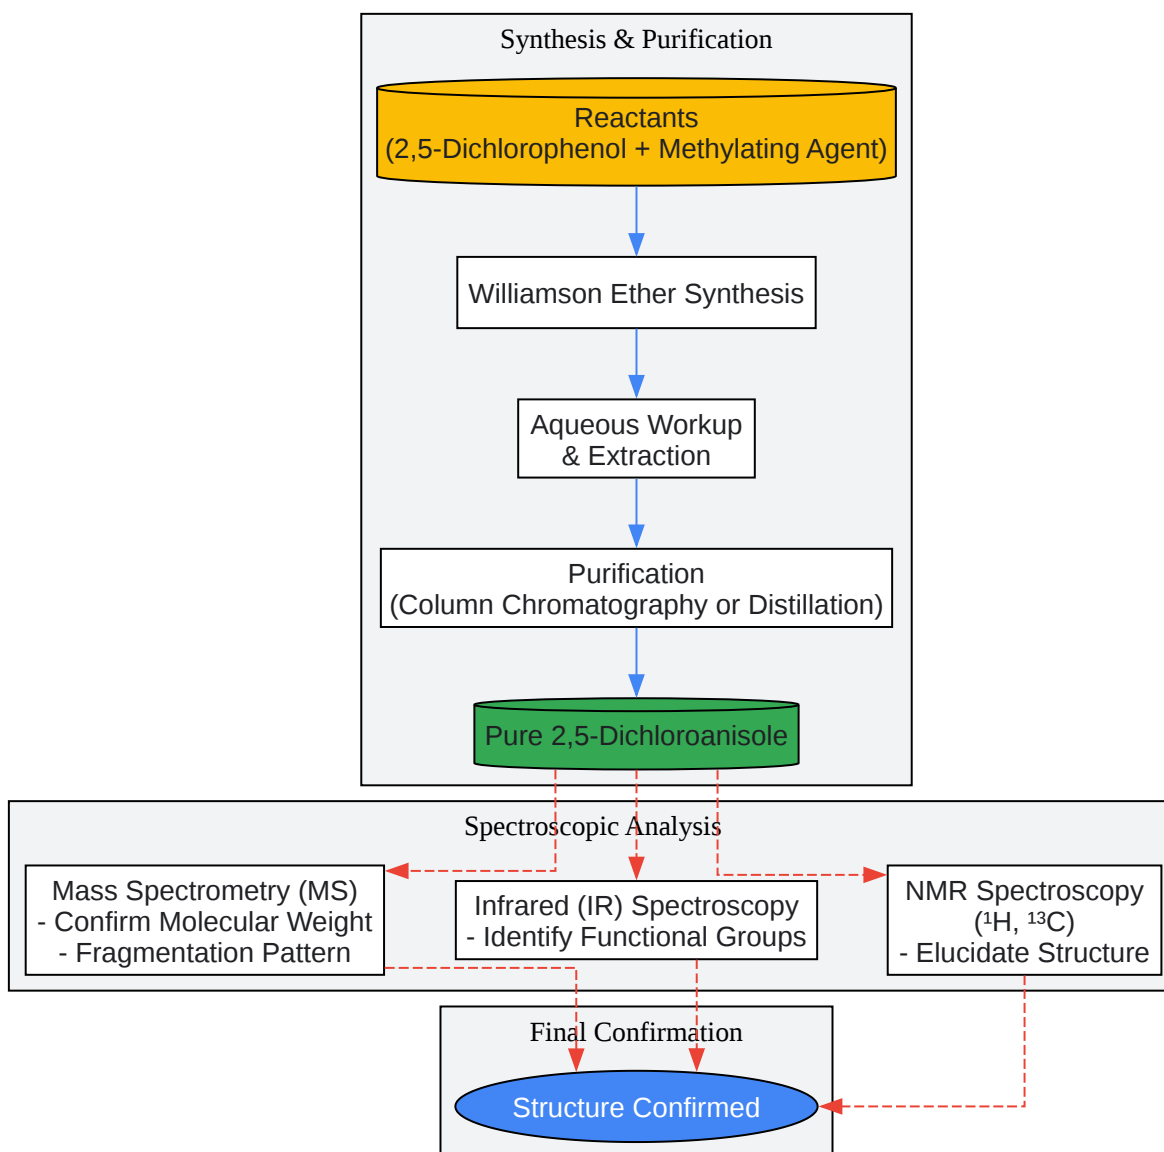 Synthesis & Purification
Reactants
(2,5-Dichlorophenol + Methylating Agent)
Williamson Ether Synthesis
Aqueous Workup
& Extraction
Purification
(Column Chromatography or Distillation)
Pure 2,5-Dichloroanisole
Spectroscopic Analysis
Mass Spectrometry (MS)
- Confirm Molecular Weight
- Fragmentation Pattern
Infrared (IR) Spectroscopy
- Identify Functional Groups
NMR Spectroscopy
(¹H, ¹³C)
- Elucidate Structure
Final Confirmation
Structure Confirmed